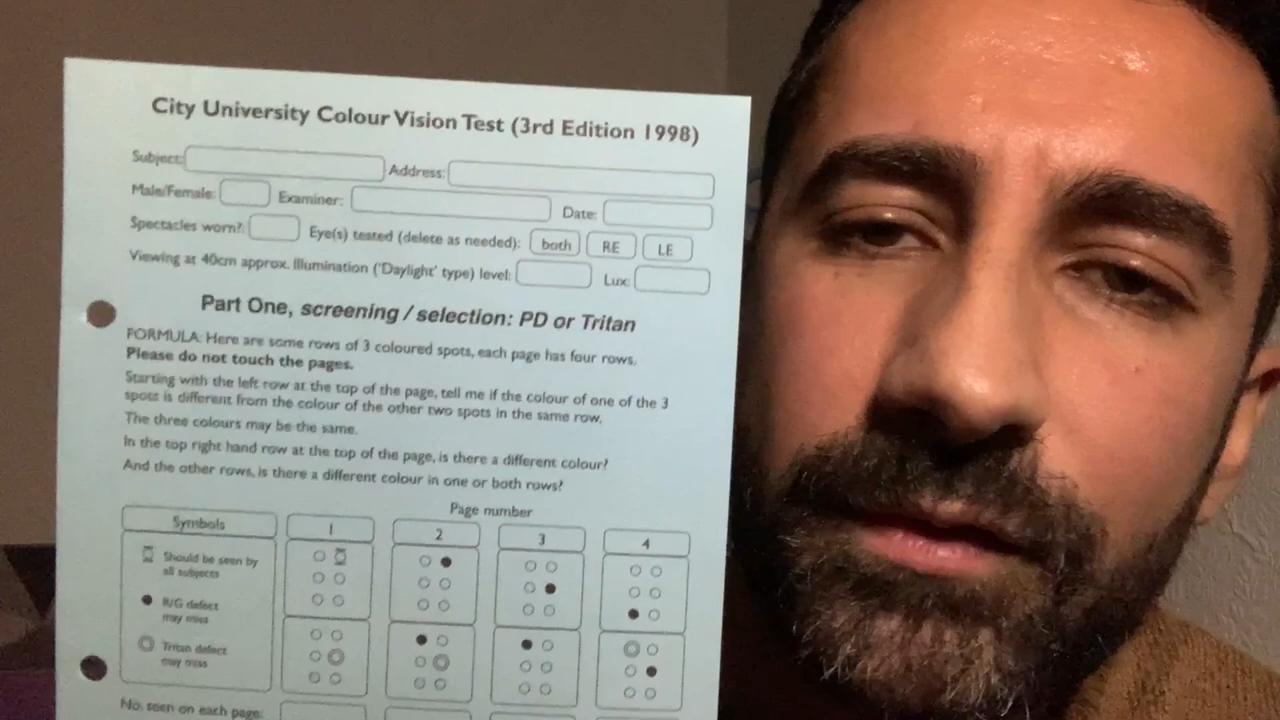 City University Colour Vision Test (3rd Edition 1998)
Subject: Address:
Male/Female: Examiner: Date:
Spectacles worn?: Eye(s) tested (delete as needed): both RE LE
Viewing at 40cm approx. Illumination ('Daylight' type) level: Lux:
Part One, screening / selection: PD or Tritan
FORMULA: Here are some rows of 3 coloured spots, each page has four rows.
Please do not touch the pages.
Starting with the left row at the top of the page, tell me if the colour of one of the 3
spots is different from the colour of the other two spots in the same row.
The three colours may be the same.
In the top right hand row at the top of the page, is there a different colour?
And the other rows, is there a different colour in one or both rows?
Page number
Symbols 1 2 3 4
Should be seen by
all subjects
R/G defect
may miss
Tritan defect
may miss
No. seen on each page: